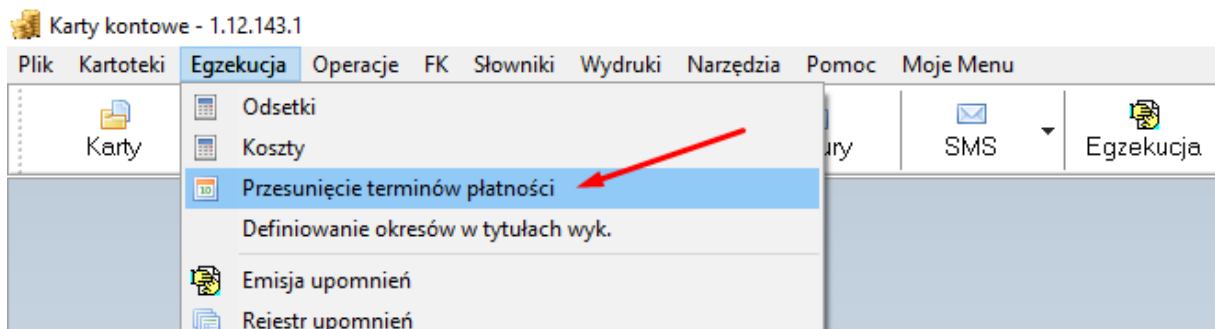 Karty kontowe - 1.12.143.1
Plik Kartoteki Egzekucja Operacje FK Słowniki Wydruki Narzędzia Pomoc Moje Menu
Karty
SMS
Egzekucja
Odsetki
Koszty
10 Przesunięcie terminów płatności
Definiowanie okresów w tytułach wyk.
Emisja upomnień
Rejestr upomnień